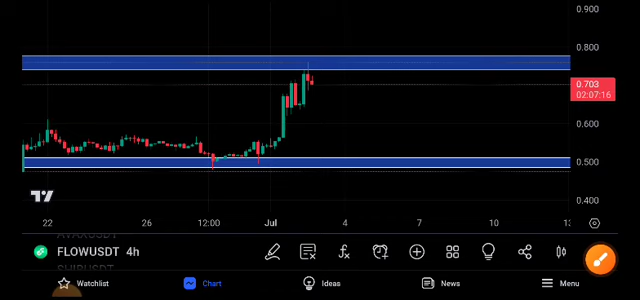 0.900
0.800
0.703
02:07:16
0.600
0.500
0.400
22 26 12:00 Jul 4 7 10 13
AVAXUSDT
FLOWUSDT 4h
SHIBUSDT
Watchlist Chart Ideas News Menu